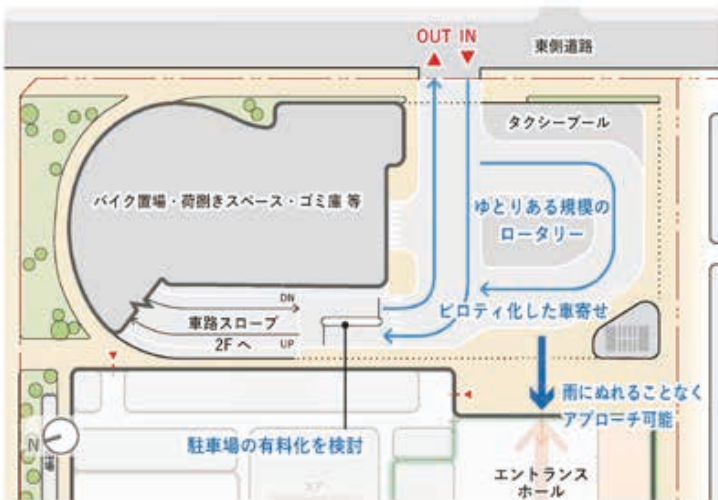 OUT IN
東側道路
タクシープール
バイク置場・荷捌きスペース・ゴミ庫 等
ゆとりある規模の
ロータリー
DN
車路スロープ
2F へ UP
ピロティ化した車寄せ
雨にぬれることなく
アプローチ可能
駐車場の有料化を検討
N
エントランス
ホール